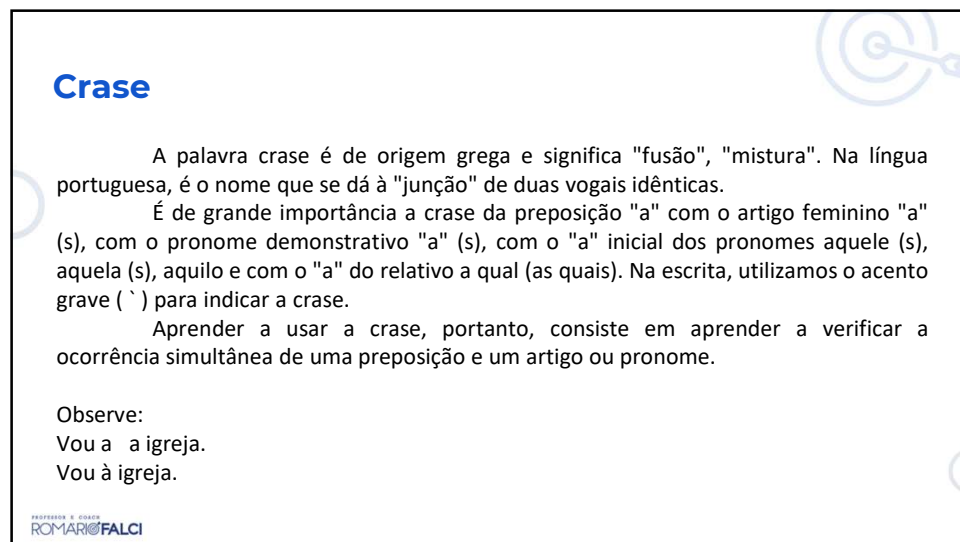 Crase
A palavra crase é de origem grega e significa "fusão", "mistura". Na língua
portuguesa, é o nome que se dá à "junção" de duas vogais idênticas.
É de grande importância a crase da preposição "a" com o artigo feminino "a"
(s), com o pronome demonstrativo "a" (s), com o "a" inicial dos pronomes aquele (s),
aquela (s), aquilo e com o "a" do relativo a qual (as quais). Na escrita, utilizamos o acento
grave ( ` ) para indicar a crase.
Aprender a usar a crase, portanto, consiste em aprender a verificar a
ocorrência simultânea de uma preposição e um artigo ou pronome.
Observe:
Vou a   a igreja.
Vou à igreja.
PROFESSOR E COACH
ROMÁRIO FALCI